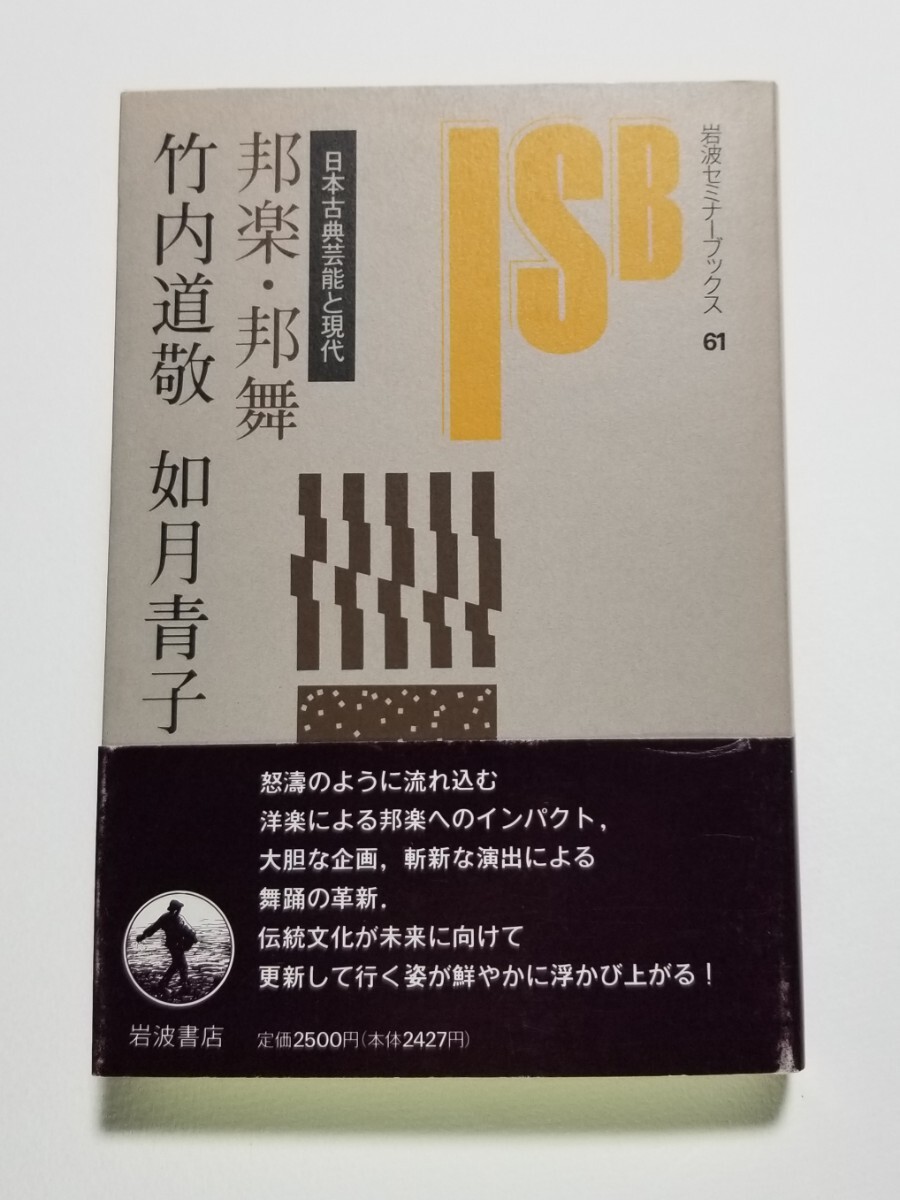 岩波セミナーブックス 61
ISB
日本古典芸能と現代
邦楽・邦舞
竹内道敬 如月青子
怒濤のように流れ込む
洋楽による邦楽へのインパクト，
大胆な企画，斬新な演出による
舞踊の革新．
伝統文化が未来に向けて
更新して行く姿が鮮やかに浮かび上がる！
岩波書店
定価2500円（本体2427円）